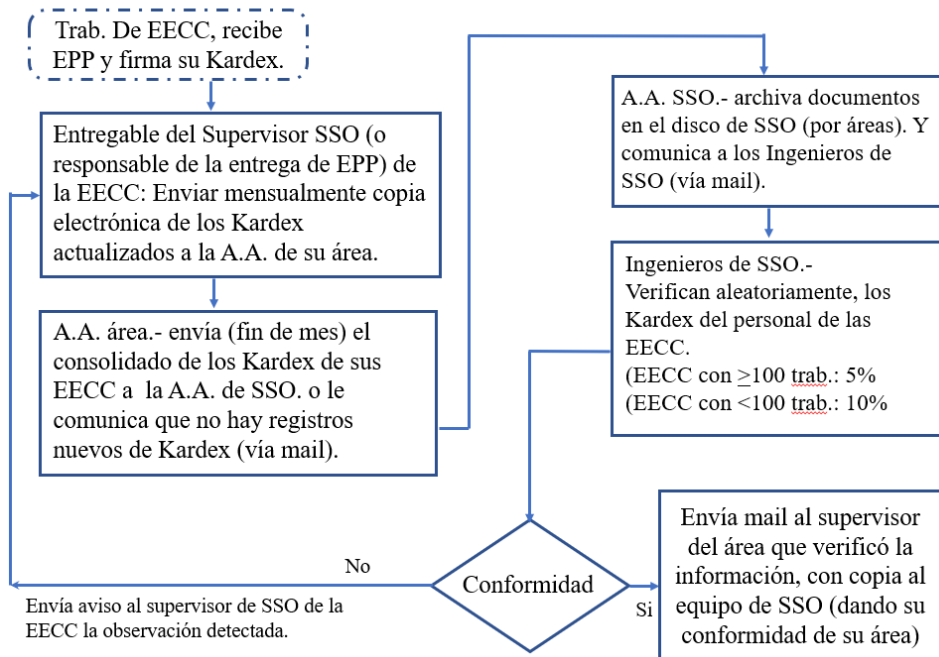 Trab. De EECC, recibe
EPP y firma su Kardex.
Entregable del Supervisor SSO (o
responsable de la entrega de EPP) de
la EECC: Enviar mensualmente copia
electrónica de los Kardex
actualizados a la A.A. de su área.
A.A. área.- envía (fin de mes) el
consolidado de los Kardex de sus
EECC a la A.A. de SSO. o le
comunica que no hay registros
nuevos de Kardex (vía mail).
A.A. SSO.- archiva documentos
en el disco de SSO (por áreas). Y
comunica a los Ingenieros de
SSO (vía mail).
Ingenieros de SSO.-
Verifican aleatoriamente, los
Kardex del personal de las
EECC.
(EECC con ≥100 trab.: 5%
(EECC con <100 trab.: 10%
Conformidad
No
Envía aviso al supervisor de SSO de la
EECC la observación detectada.
Si
Envía mail al supervisor
del área que verificó la
información, con copia al
equipo de SSO (dando su
conformidad de su área)